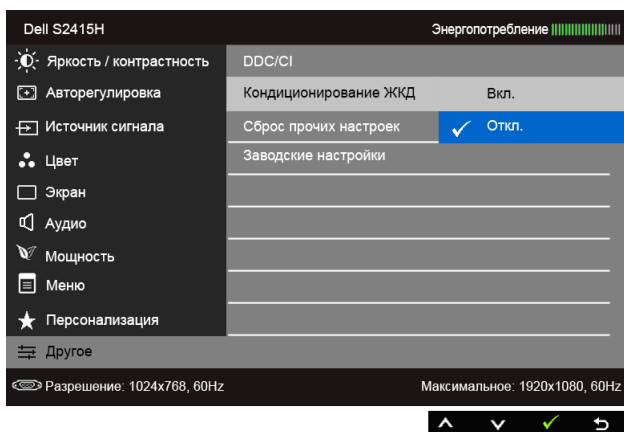 Dell S2415H
Энергопотребление
Яркость / контрастность
DDC/CI
Авторегулировка
Кондиционирование ЖКД
Вкл.
Источник сигнала
Сброс прочих настроек
Откл.
Цвет
Заводские настройки
Экран
Аудио
Мощность
Меню
Персонализация
Другое
Разрешение: 1024x768, 60Hz
Максимальное: 1920x1080, 60Hz